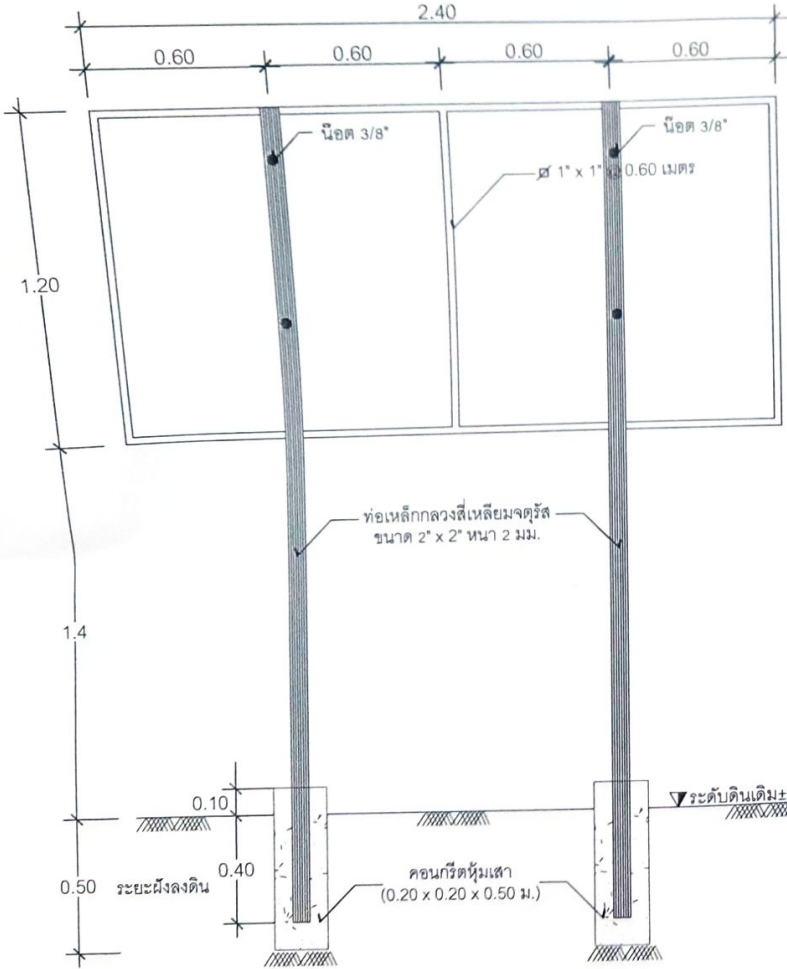 2.40
0.60 0.60 0.60 0.60
น๊อต 3/8"
น๊อต 3/8"
1" x 1" @ 0.60 เมตร
1.20
ท่อเหล็กกลวงสี่เหลี่ยมจตุรัส
ขนาด 2" x 2" หนา 2 มม.
1.4
0.10
ระดับดินเดิม±
0.50 ระยะฝังลงดิน 0.40
คอนกรีตหุ้มเสา
(0.20 x 0.20 x 0.50 ม.)